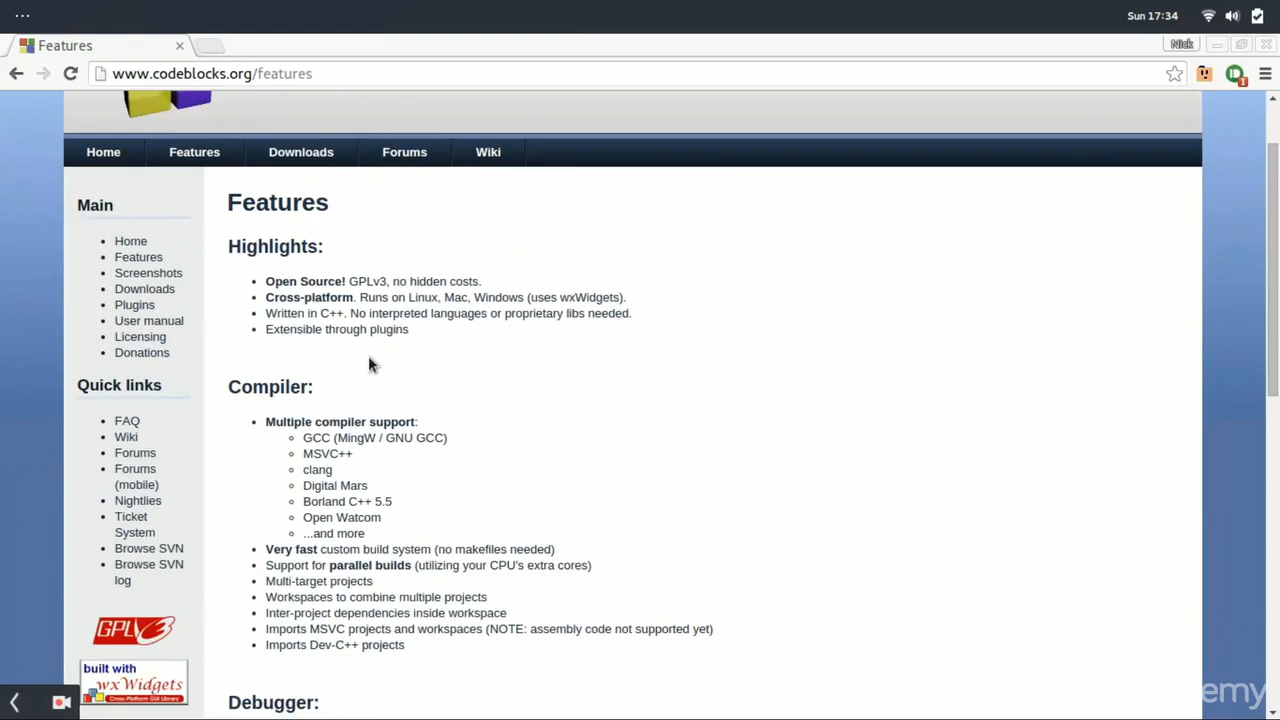 ...
Sun 17:34
Features
Nick
www.codeblocks.org/features
1
Home
Features
Downloads
Forums
Wiki
Main
Home
Features
Screenshots
Downloads
Plugins
User manual
Licensing
Donations
Quick links
FAQ
Wiki
Forums
Forums
(mobile)
Nightlies
Ticket
System
Browse SVN
Browse SVN
log
GPLv3
built with
wxWidgets
Cross-Platform GUI Library
Features
Highlights:
Open Source! GPLv3, no hidden costs.
Cross-platform. Runs on Linux, Mac, Windows (uses wxWidgets).
Written in C++. No interpreted languages or proprietary libs needed.
Extensible through plugins
Compiler:
Multiple compiler support:
GCC (MingW / GNU GCC)
MSVC++
clang
Digital Mars
Borland C++ 5.5
Open Watcom
...and more
Very fast custom build system (no makefiles needed)
Support for parallel builds (utilizing your CPU's extra cores)
Multi-target projects
Workspaces to combine multiple projects
Inter-project dependencies inside workspace
Imports MSVC projects and workspaces (NOTE: assembly code not supported yet)
Imports Dev-C++ projects
Debugger:
emy